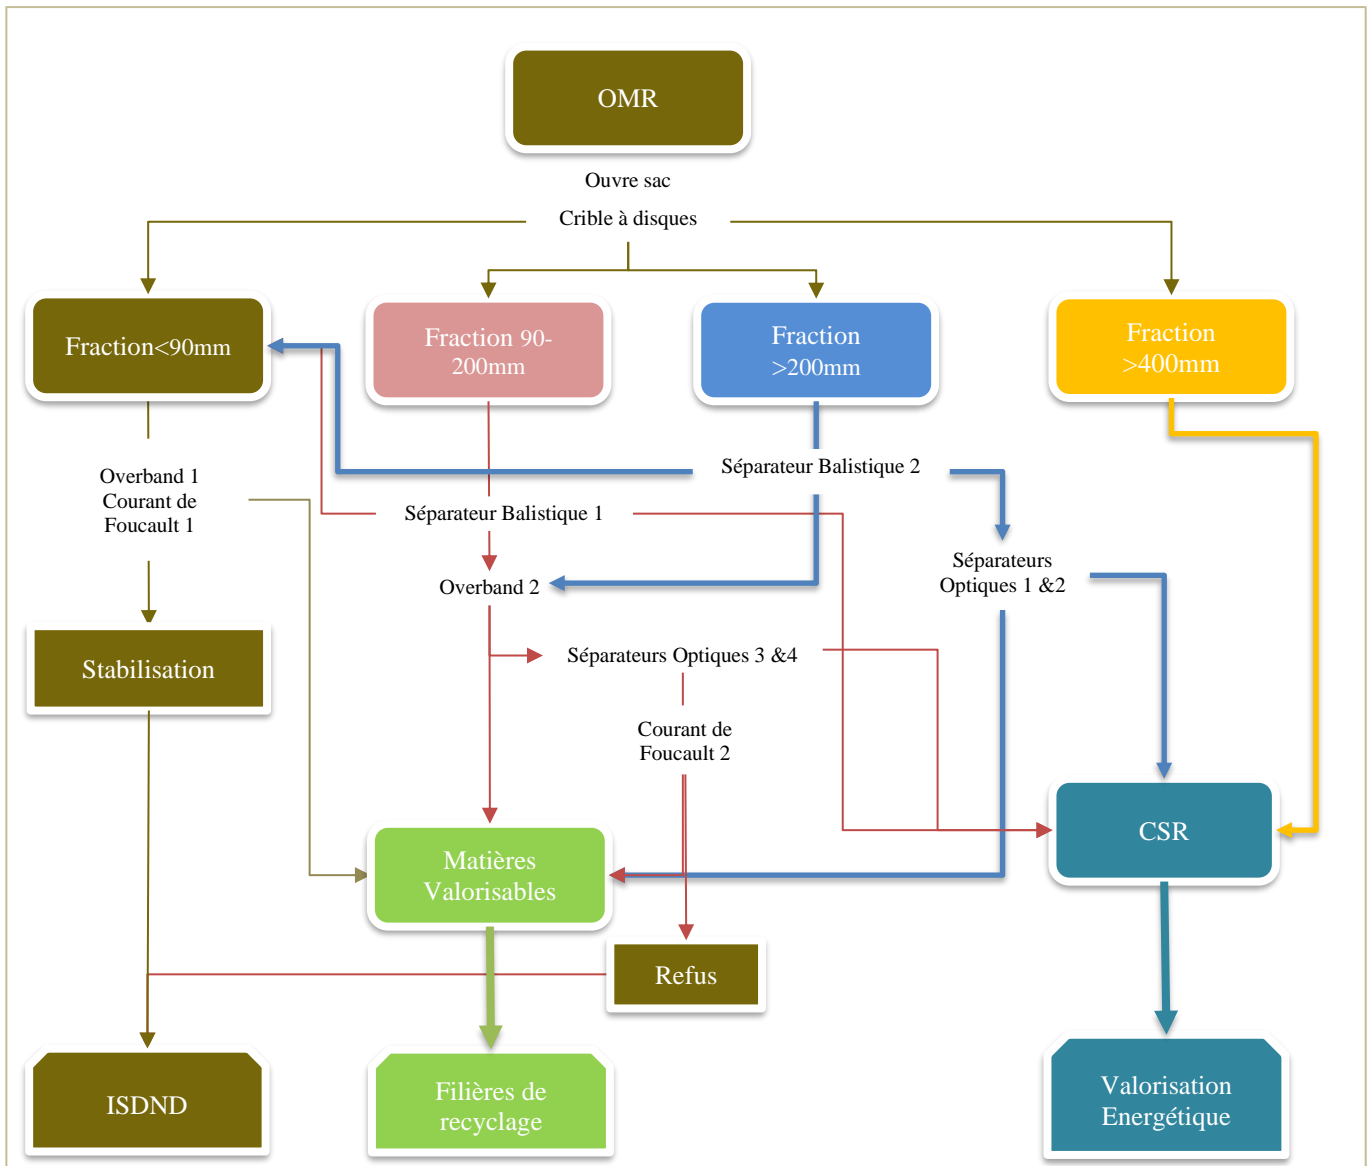 OMR
Ouvre sac
Crible à disques
Fraction<90mm
Fraction 90-
200mm
Fraction
>200mm
Fraction
>400mm
Overband 1
Courant de
Foucault 1
Séparateur Balistique 2
Séparateur Balistique 1
Overband 2
Séparateurs
Optiques 1 &2
Stabilisation
Séparateurs Optiques 3 &4
Courant de
Foucault 2
Matières
Valorisables
CSR
Refus
ISDND
Filières de
recyclage
Valorisation
Energétique